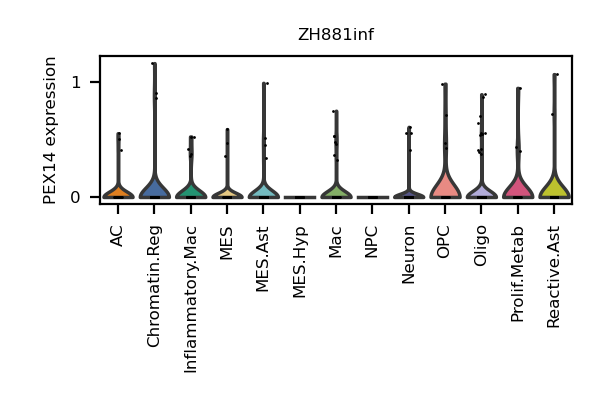 ZH881inf
PEX14 expression
1
0
AC
Chromatin.Reg
Inflammatory.Mac
MES
MES.Ast
MES.Hyp
Mac
NPC
Neuron
OPC
Oligo
Prolif.Metab
Reactive.Ast